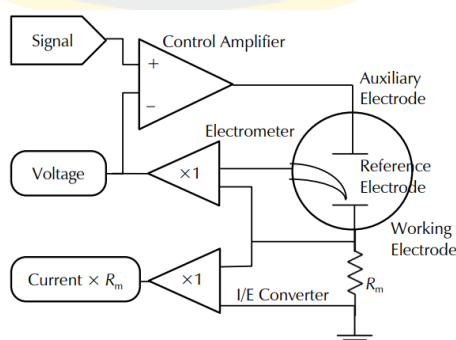 Signal
Control Amplifier
+
−
Auxiliary
Electrode
Electrometer
Voltage
×1
Reference
Electrode
Working
Electrode
Current × Rm
×1
I/E Converter
Rm